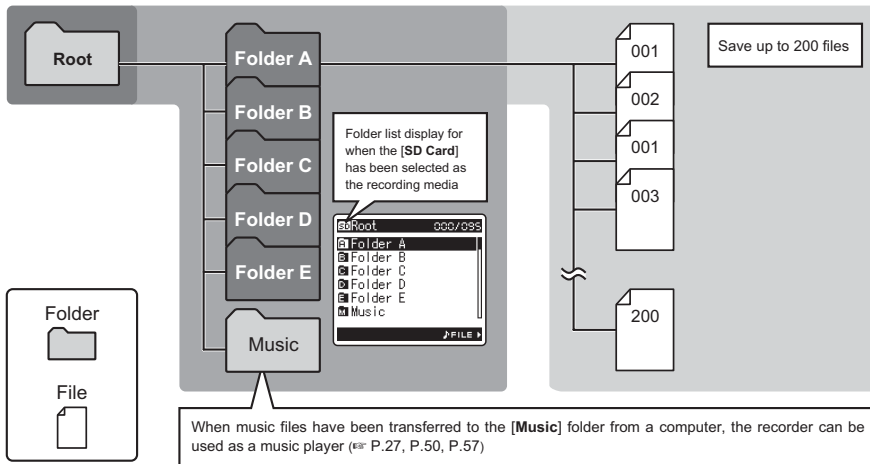 Root
Folder A
Folder B
Folder C
Folder D
Folder E
Music
Folder list display for
when the [SD Card]
has been selected as
the recording media
SD Root 000/095
A Folder A
B Folder B
C Folder C
D Folder D
E Folder E
M Music
♪FILE
001
002
001
003
200
Save up to 200 files
Folder
File
When music files have been transferred to the [Music] folder from a computer, the recorder can be
used as a music player (☞ P.27, P.50, P.57)